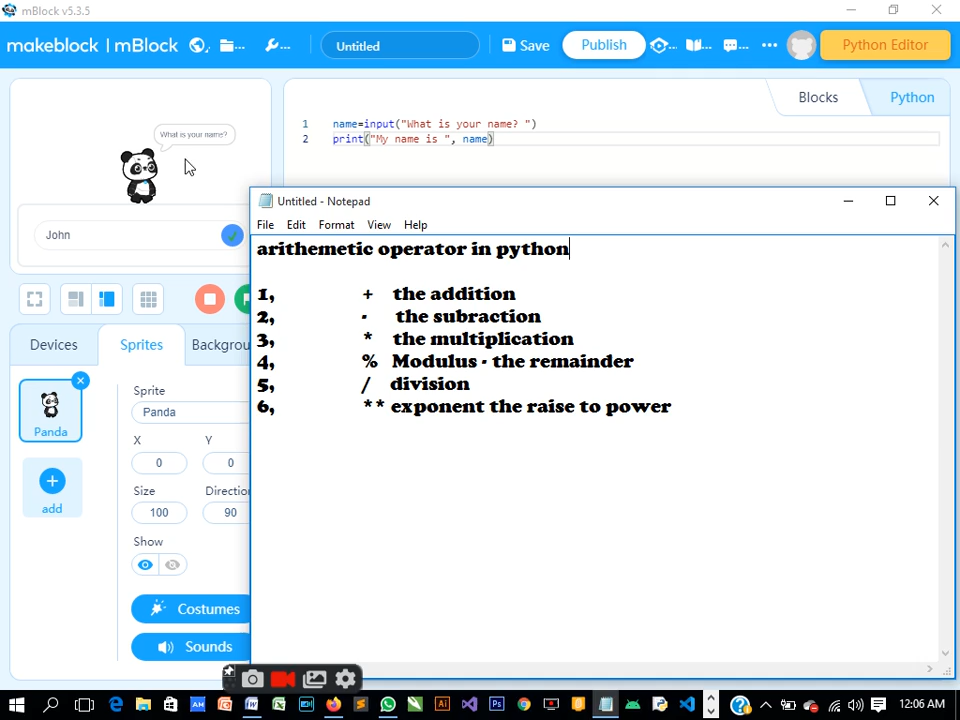 mBlock v5.3.5
makeblock | mBlock
Untitled
Save
Publish
Python Editor
Blocks
Python
What is your name?
1 name=input("What is your name? ")
2 print("My name is ", name)
John
Untitled - Notepad
File Edit Format View Help
arithemetic operator in python
1, + the addition
2, - the subraction
3, * the multiplication
4, % Modulus - the remainder
5, / division
6, ** exponent the raise to power
Devices
Sprites
Backgrou
Panda
add
Sprite
Panda
X Y
0 0
Size Direction
100 90
Show
Costumes
Sounds
12:06 AM